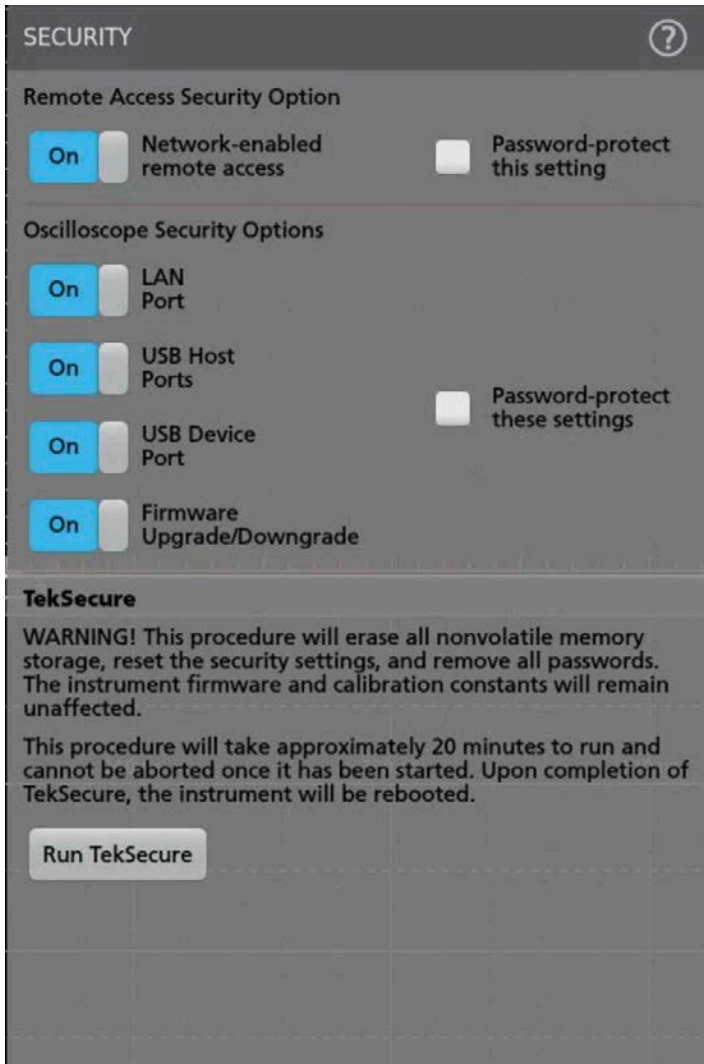 SECURITY
?
Remote Access Security Option
On
Network-enabled
remote access
Password-protect
this setting
Oscilloscope Security Options
On
LAN
Port
On
USB Host
Ports
Password-protect
these settings
On
USB Device
Port
On
Firmware
Upgrade/Downgrade
TekSecure
WARNING! This procedure will erase all nonvolatile memory
storage, reset the security settings, and remove all passwords.
The instrument firmware and calibration constants will remain
unaffected.
This procedure will take approximately 20 minutes to run and
cannot be aborted once it has been started. Upon completion of
TekSecure, the instrument will be rebooted.
Run TekSecure